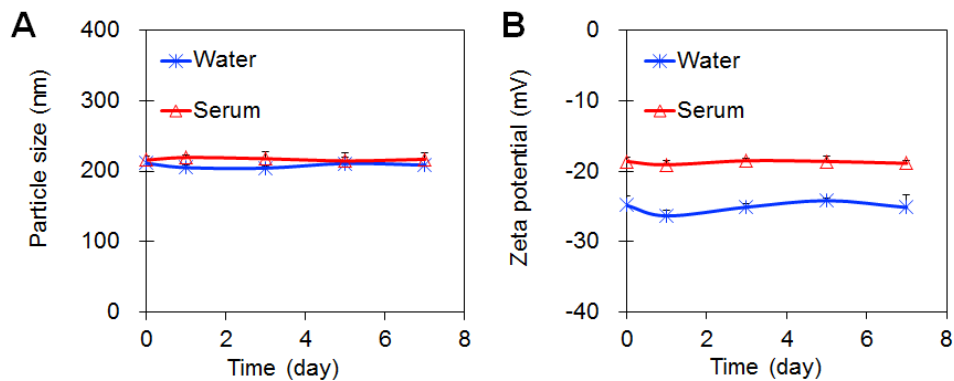 A
Particle size (nm)
400
300
200
100
0
Water
Serum
0 2 4 6 8
Time (day)
B
Zeta potential (mV)
0
-10
-20
-30
-40
Water
Serum
0 2 4 6 8
Time (day)